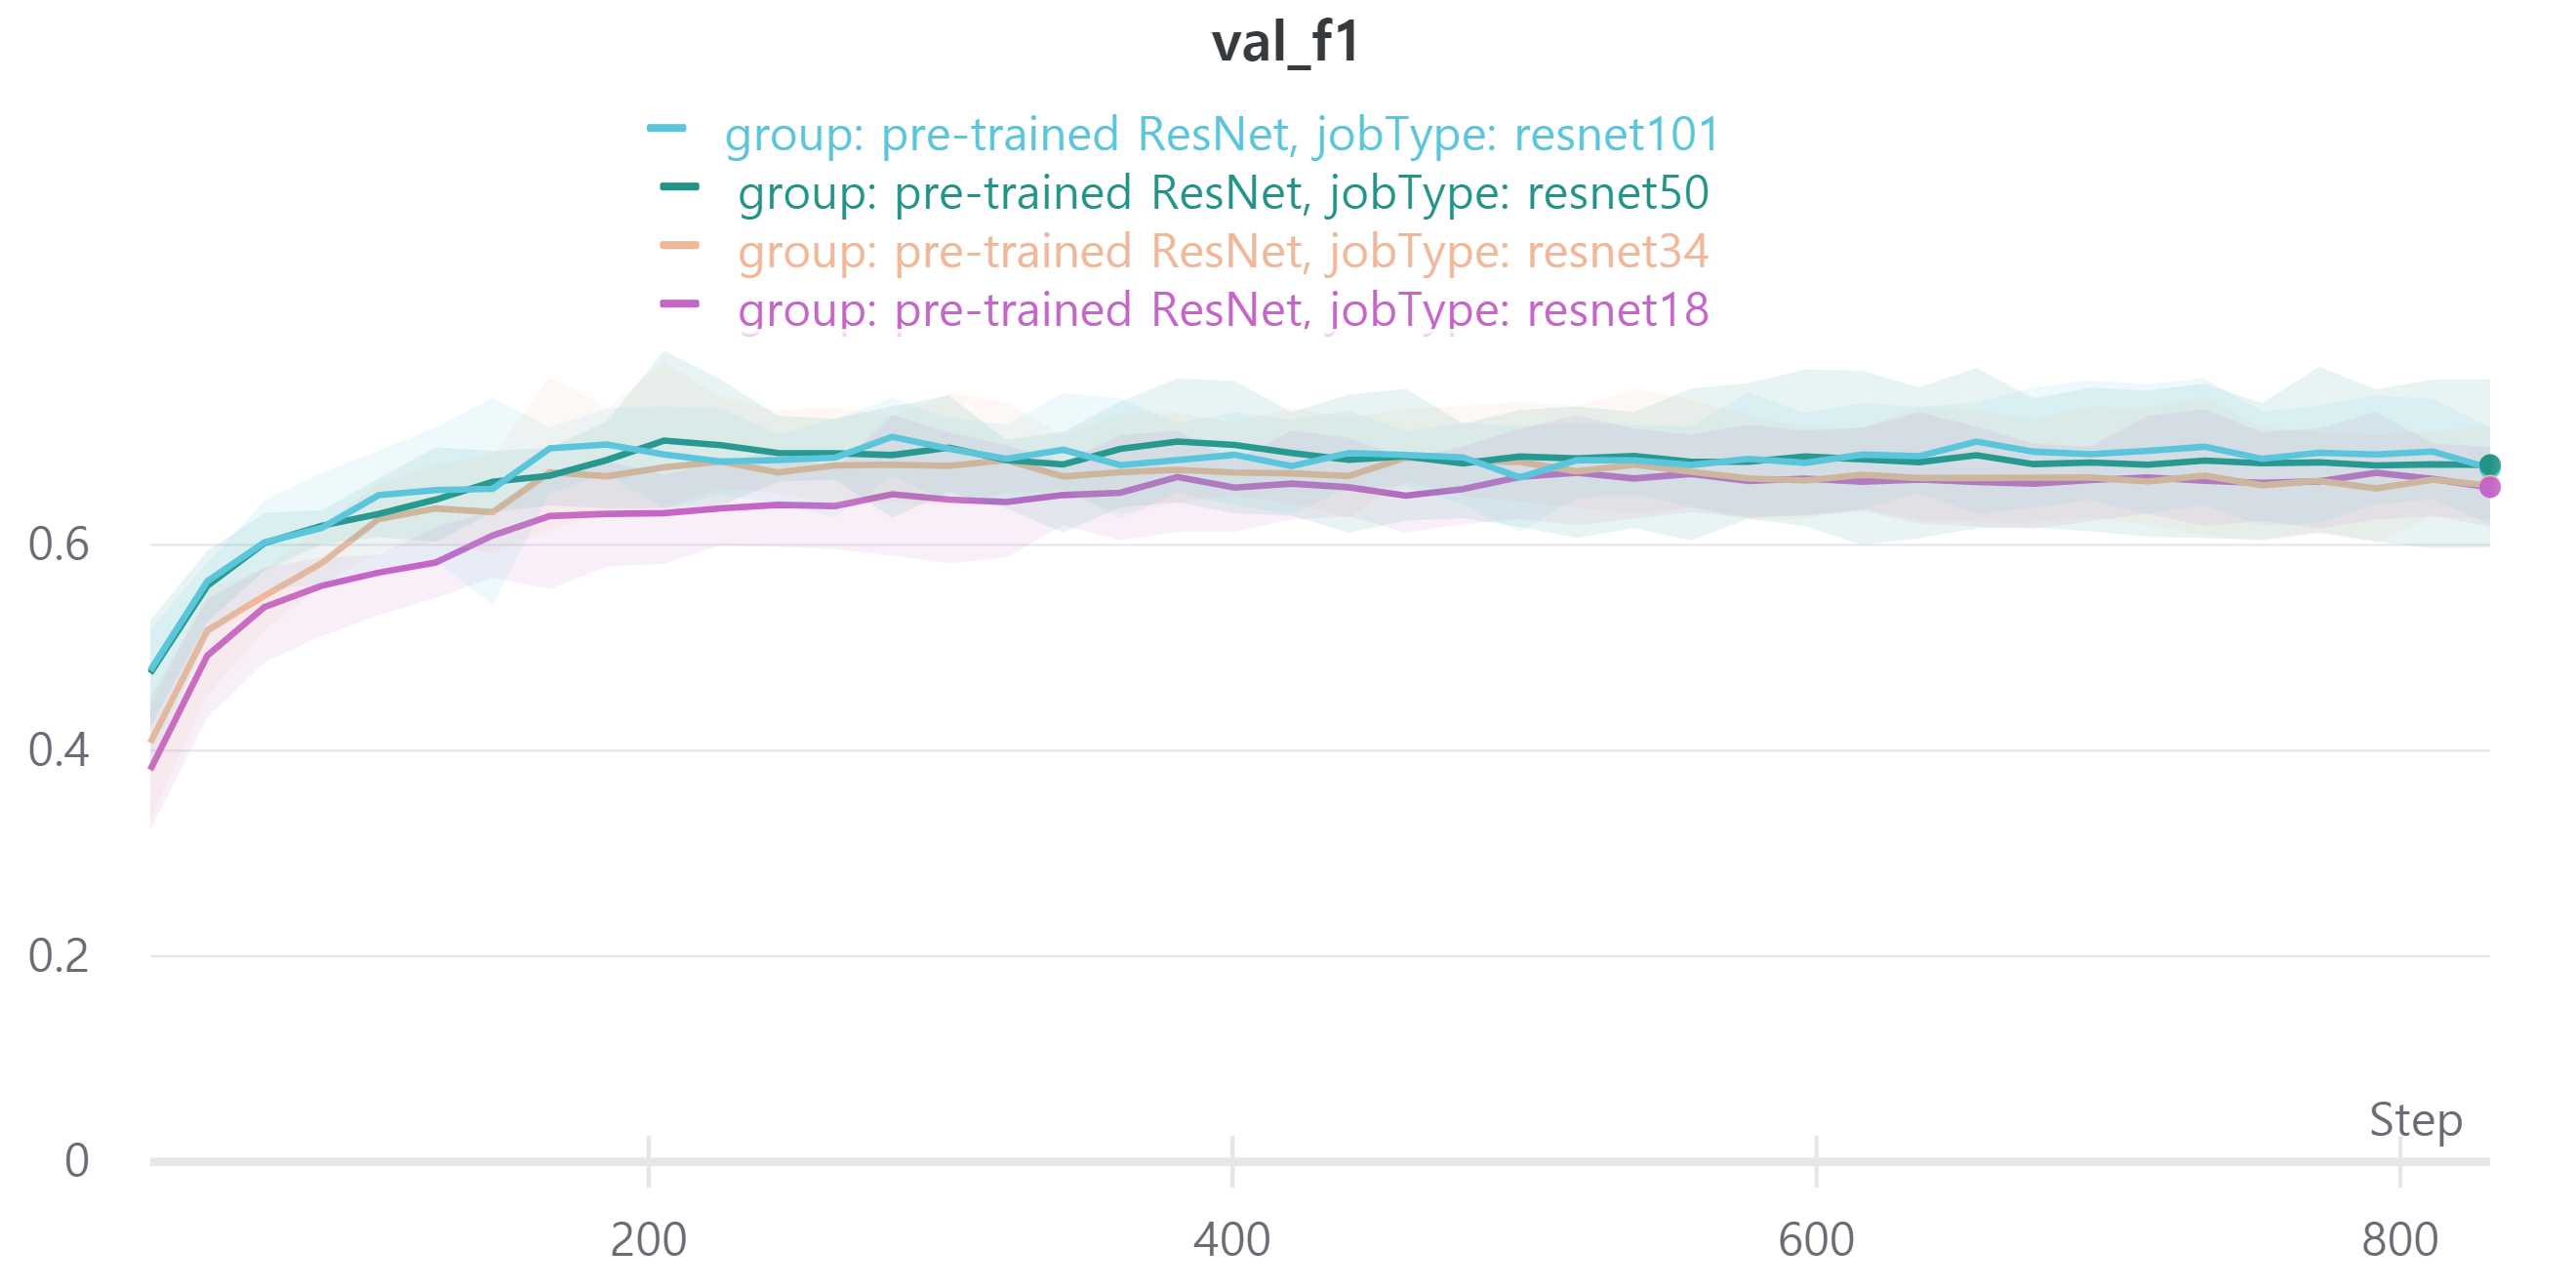 val_f1
group: pre-trained ResNet, jobType: resnet101
group: pre-trained ResNet, jobType: resnet50
group: pre-trained ResNet, jobType: resnet34
group: pre-trained ResNet, jobType: resnet18
0.6
0.4
0.2
Step
0
200 400 600 800